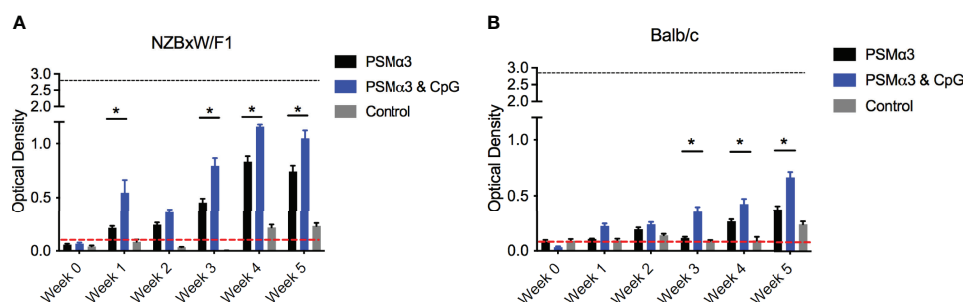 A
NZBxW/F1
PSMα3
PSMα3 & CpG
Control
Optical Density
3.0
2.5
2.0
1.0
0.5
0.0
*
*
*
*
Week 0
Week 1
Week 2
Week 3
Week 4
Week 5
B
Balb/c
PSMα3
PSMα3 & CpG
Control
Optical Density
3.0
2.5
2.0
1.0
0.5
0.0
*
*
*
Week 0
Week 1
Week 2
Week 3
Week 4
Week 5